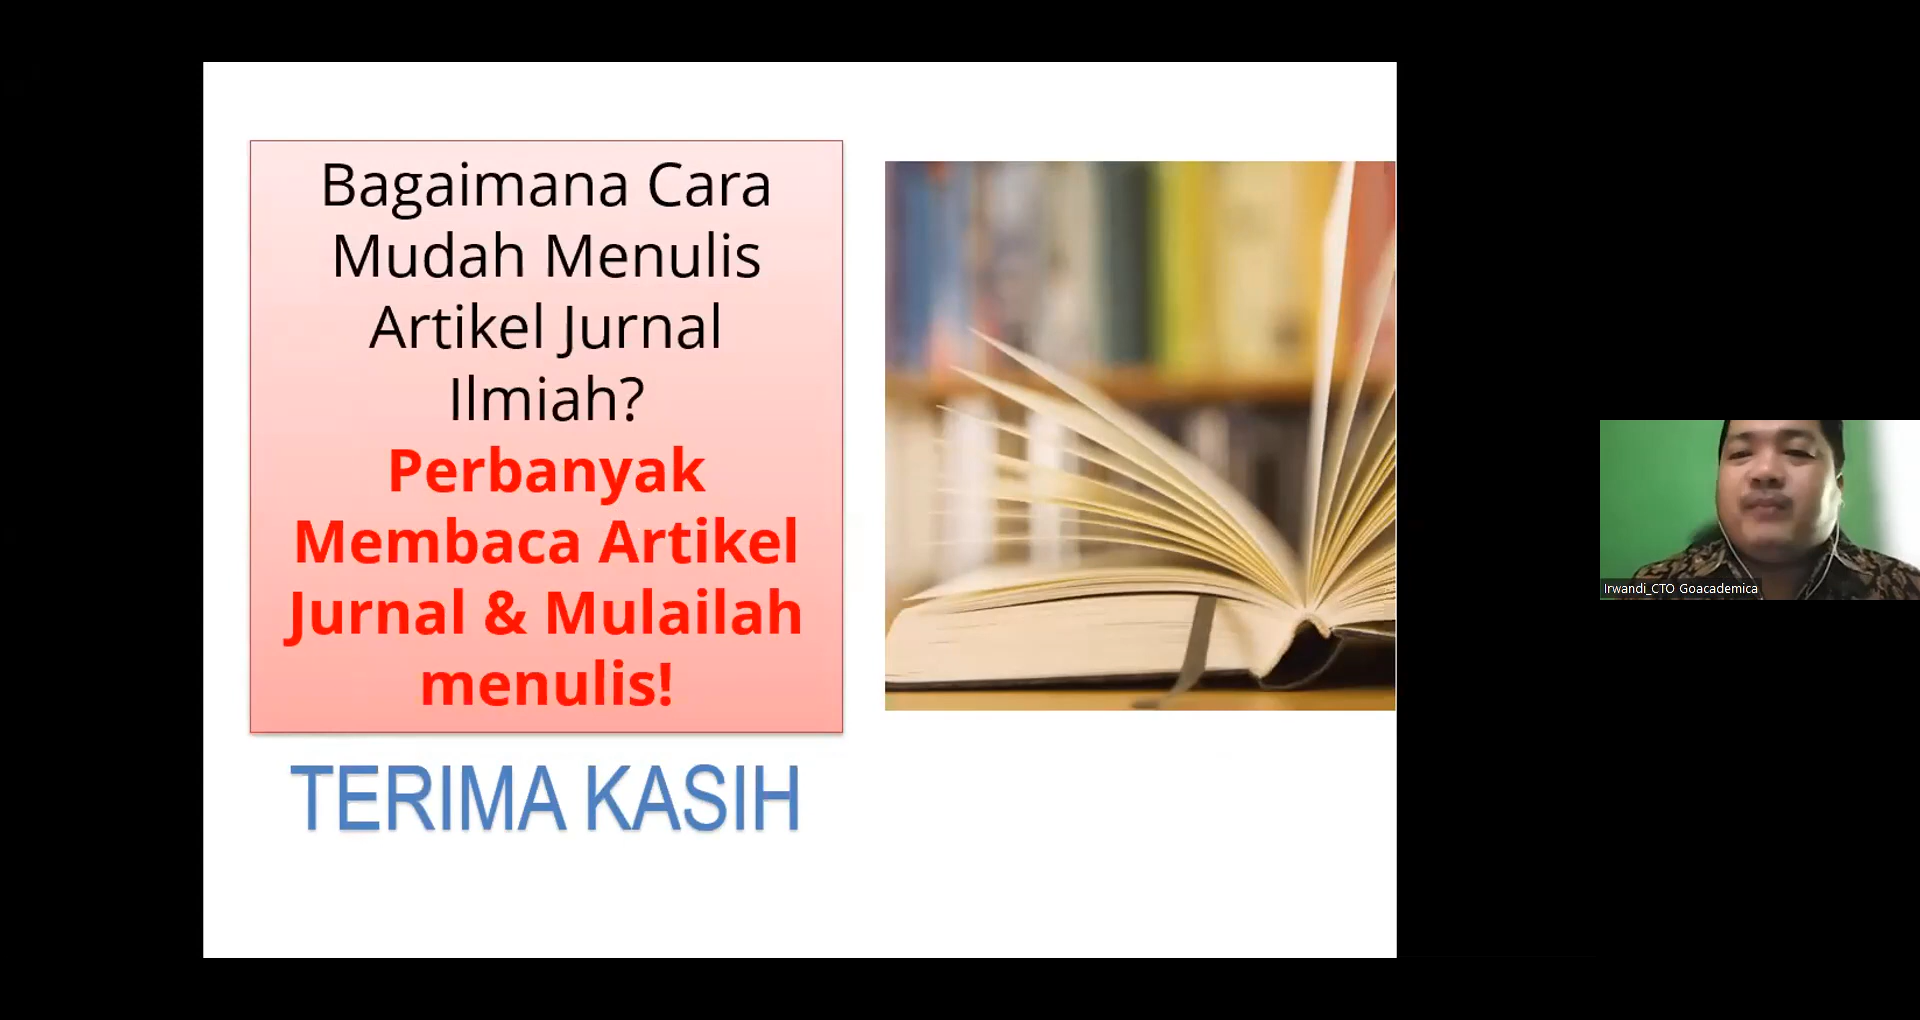 Bagaimana Cara
Mudah Menulis
Artikel Jurnal
Ilmiah?
Perbanyak
Membaca Artikel
Jurnal & Mulailah
menulis!
TERIMA KASIH
Irwandi_CTO Goacademica